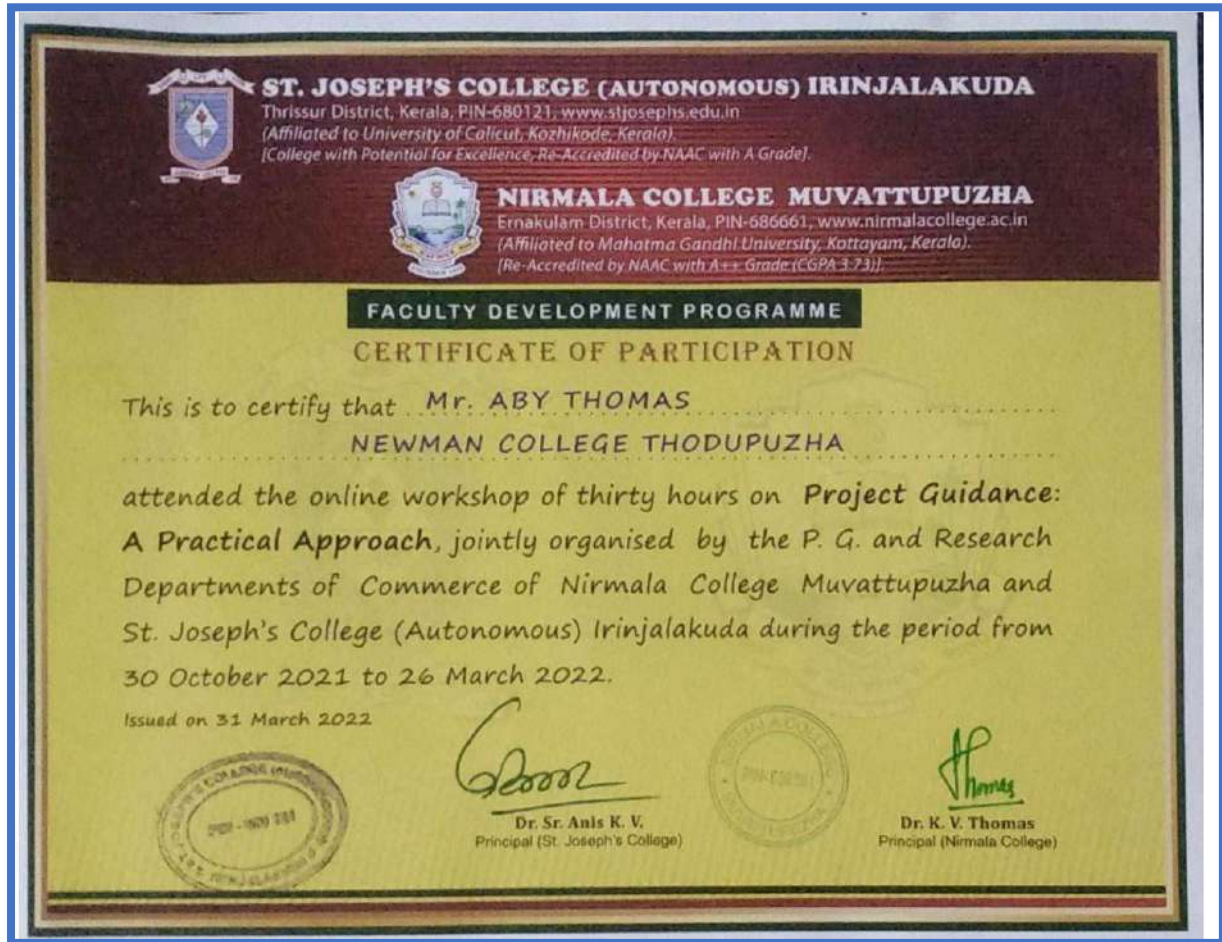 ST. JOSEPH'S COLLEGE (AUTONOMOUS) IRINJALAKUDA
Thrissur District, Kerala, PIN-680121, www.stjosephs.edu.in
(Affiliated to University of Calicut, Kozhikode, Kerala).
[College with Potential for Excellence, Re-Accredited by NAAC with A Grade].
NIRMALA COLLEGE MUVATTUPUZHA
Ernakulam District, Kerala, PIN-686661, www.nirmalacollege.ac.in
(Affiliated to Mahatma Gandhi University, Kottayam, Kerala).
[Re-Accredited by NAAC with A++ Grade (CGPA 3.73)].
FACULTY DEVELOPMENT PROGRAMME
CERTIFICATE OF PARTICIPATION
This is to certify that Mr. ABY THOMAS
NEWMAN COLLEGE THODUPUZHA
attended the online workshop of thirty hours on Project Guidance:
A Practical Approach, jointly organised by the P. G. and Research
Departments of Commerce of Nirmala College Muvattupuzha and
St. Joseph's College (Autonomous) Irinjalakuda during the period from
30 October 2021 to 26 March 2022.
Issued on 31 March 2022
Thomas
Dr. Sr. Anis K. V.
Principal (St. Joseph's College)
Dr. K. V. Thomas
Principal (Nirmala College)